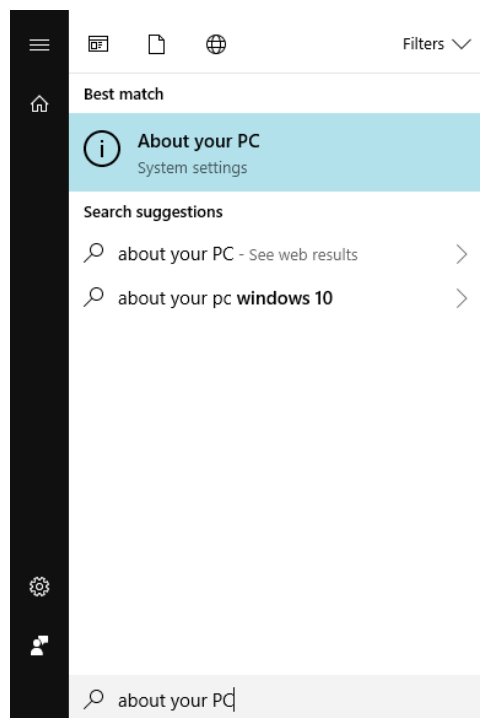 Filters
Best match
About your PC
System settings
Search suggestions
about your PC - See web results
about your pc windows 10
about your PC